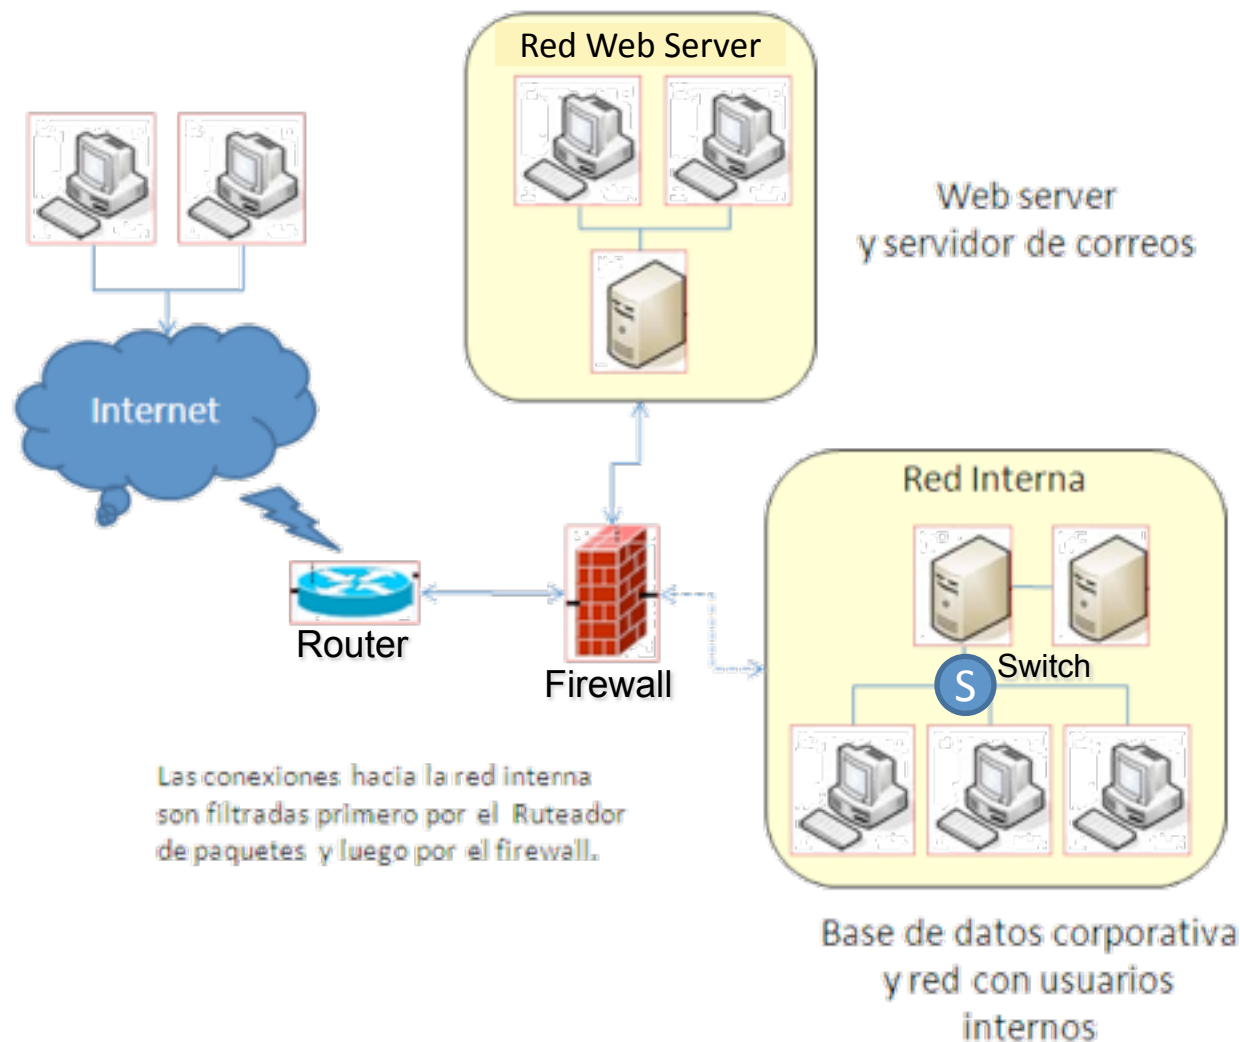 Red Web Server
Web server
y servidor de correos
Internet
Red Interna
Router
Firewall
Switch
S
Las conexiones hacia la red interna
son filtradas primero por el Ruteador
de paquetes y luego por el firewall.
Base de datos corporativa
y red con usuarios
internos